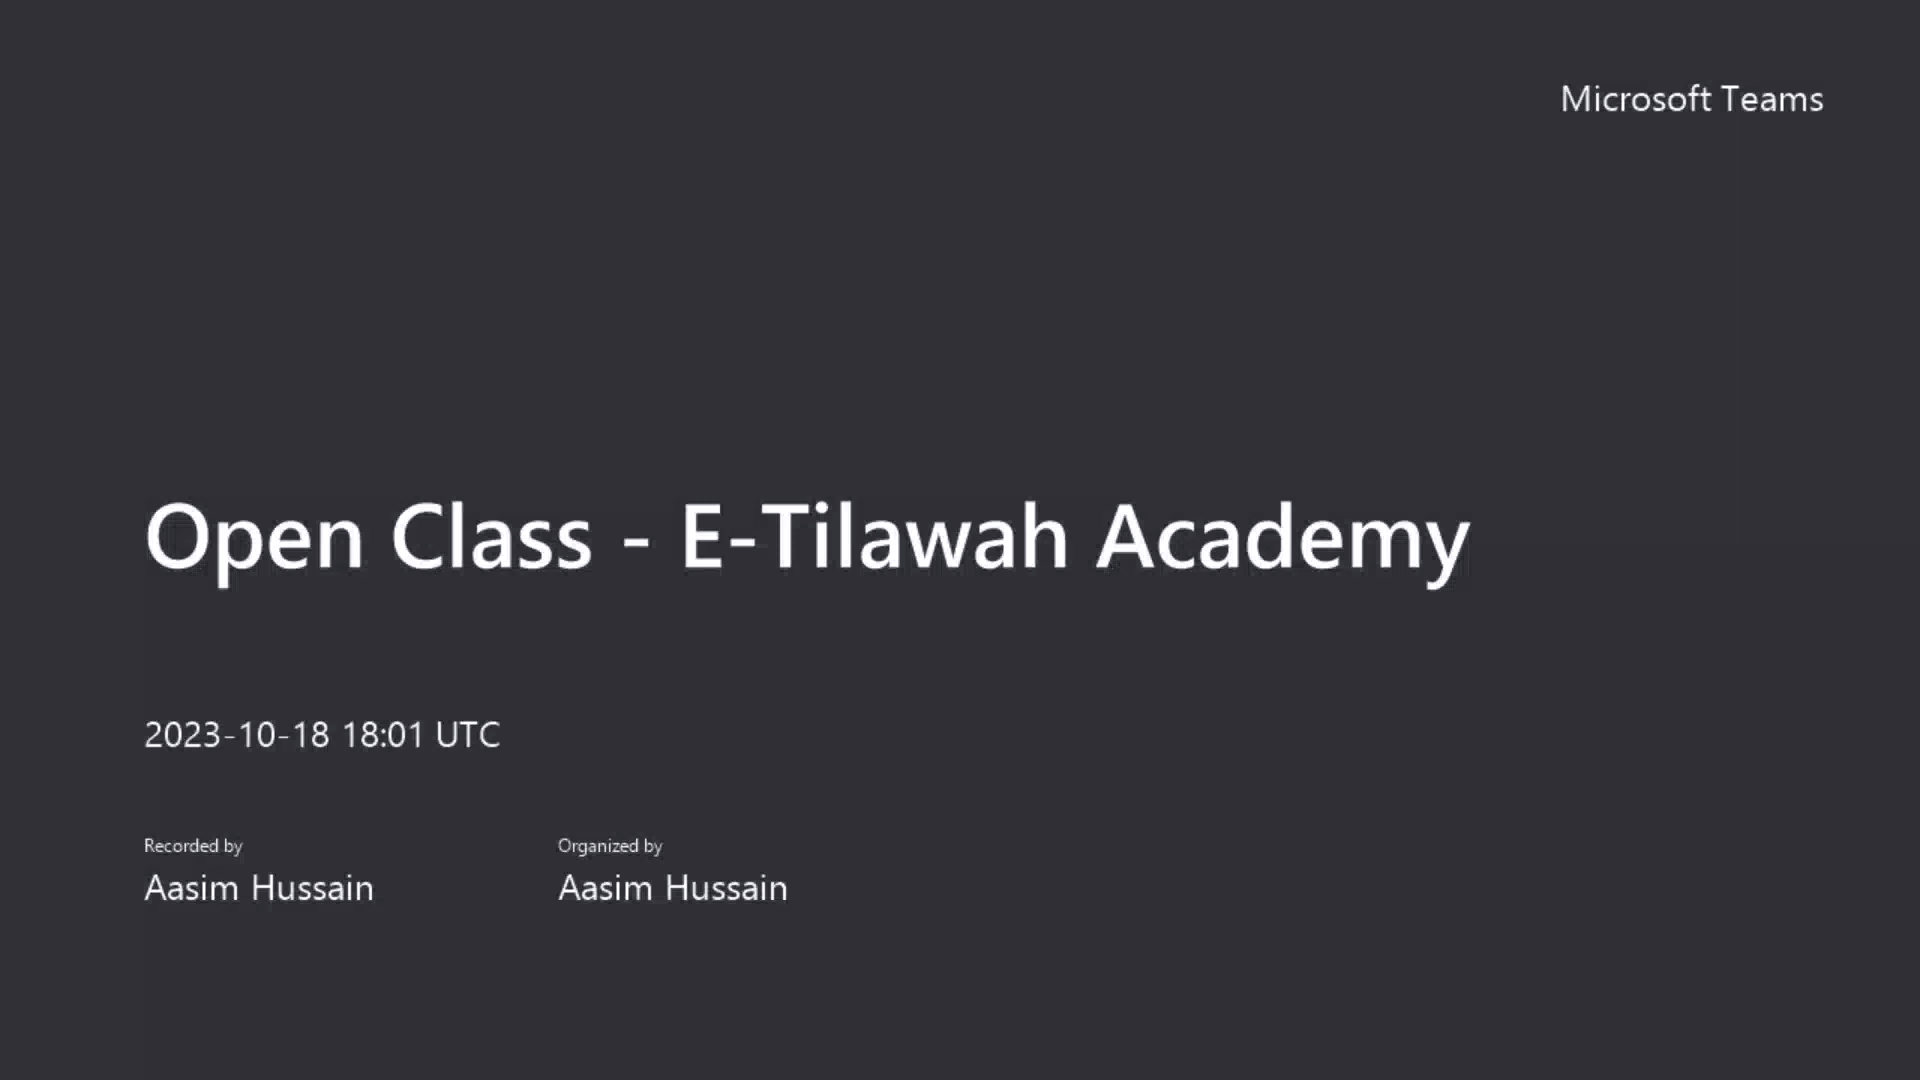 Microsoft Teams
Open Class - E-Tilawah Academy
2023-10-18 18:01 UTC
Recorded by
Aasim Hussain
Organized by
Aasim Hussain